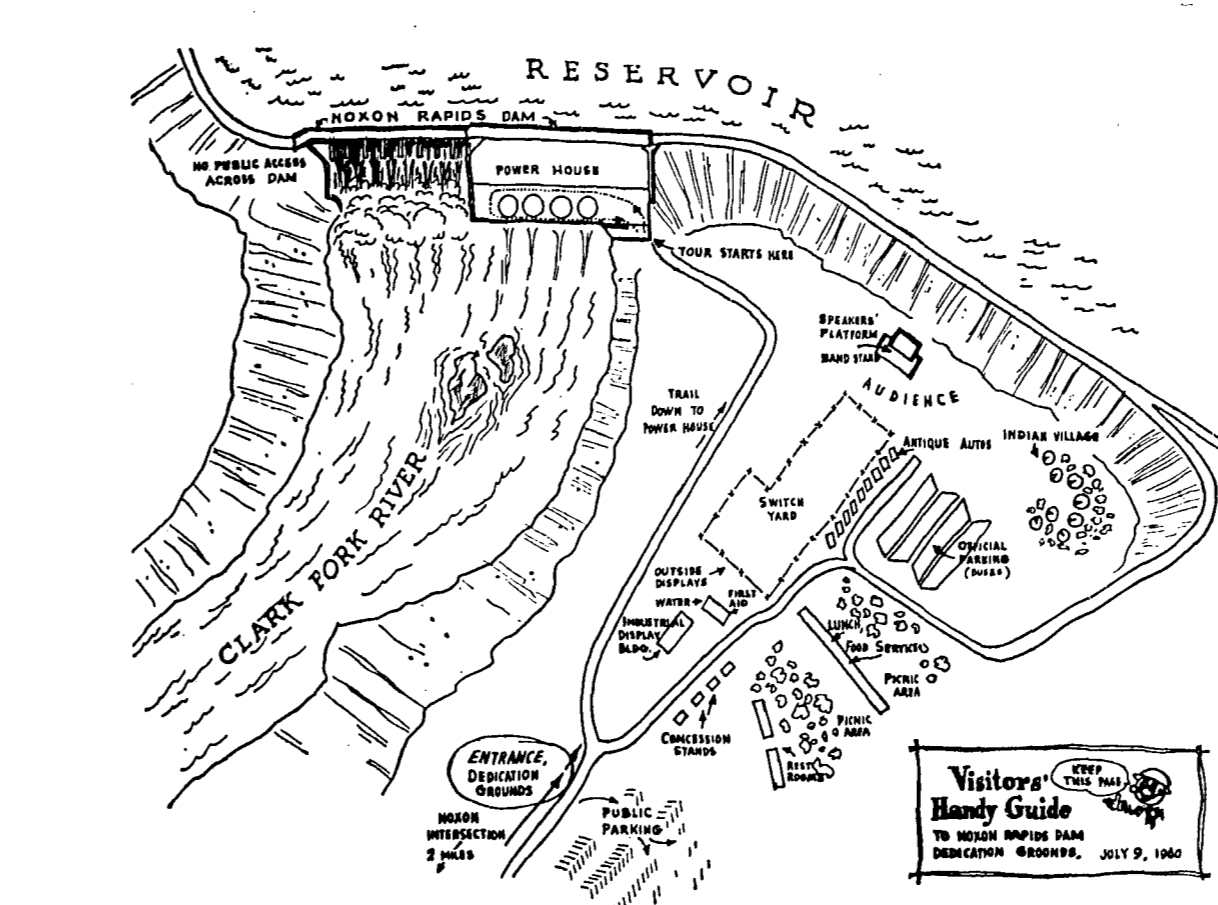 RESERVOIR
NOXON RAPIDS DAM
NO PUBLIC ACCESS
ACROSS DAM
POWER HOUSE
TOUR STARTS HERE
SPEAKERS'
PLATFORM
BAND STAND
AUDIENCE
TRAIL
DOWN TO
POWER HOUSE
ANTIQUE AUTOS
INDIAN VILLAGE
SWITCH
YARD
OFFICIAL
PARKING
(BUSES)
CLARK FORK RIVER
OUTSIDE
DISPLAYS
WATER
FIRST
AID
INDUSTRIAL
DISPLAY
BLDG.
LUNCH,
FOOD SERVICES
PICNIC
AREA
PICNIC
AREA
CONCESSION
STANDS
REST
ROOMS
ENTRANCE,
DEDICATION
GROUNDS
NOXON
INTERSECTION
2 MILES
PUBLIC
PARKING
Visitors'
Handy Guide
KEEP
THIS PAGE
TO NOXON RAPIDS DAM
DEDICATION GROUNDS, JULY 9, 1960